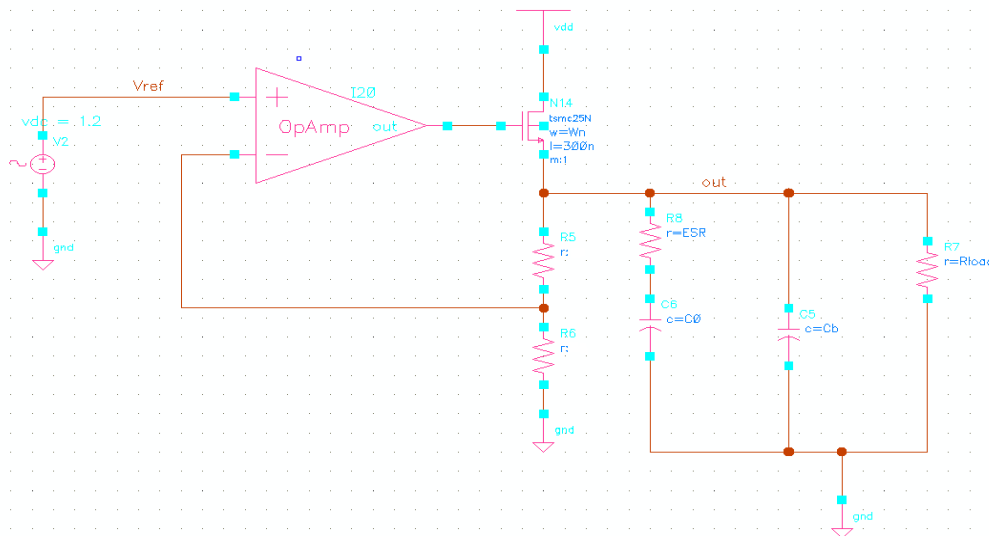 vdd
Vref
I20
N14
tsmc25N
w=Wn
l=300n
m:1
OpAmp
out
vdc=1.2
V2
gnd
out
R8
r=ESR
R5
r:
R7
r=Rload
C6
c=C0
C5
c=Cb
R6
r:
gnd
gnd